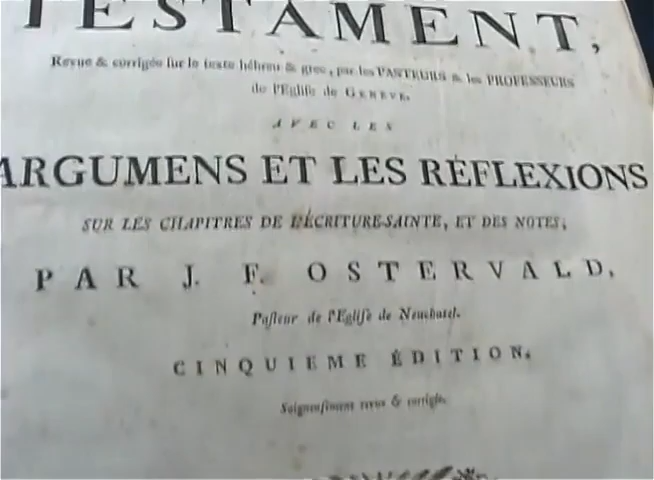 TESTAMENT,
Revue & corrigée sur le texte hébreu & grec, par les PASTEURS & les PROFESSEURS
de l'Eglise de GENEVE,
AVEC LES
ARGUMENS ET LES RÉFLEXIONS
SUR LES CHAPITRES DE L'ÉCRITURE-SAINTE, ET DES NOTES,
PAR J. F. OSTERVALD,
Pasteur de l'Eglise de Neuchatel.
CINQUIEME ÉDITION,
Soigneusement revue & corrigée.